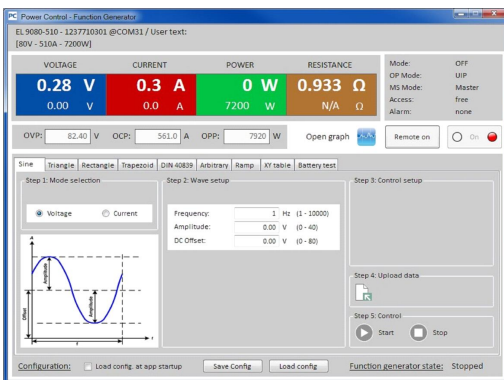 PC Power Control - Function Generator
EL 9080-510 - 1237710301 @COM31 / User text:
[80V - 510A - 7200W]
VOLTAGE CURRENT POWER RESISTANCE
0.28 V 0.3 A 0 W 0.933 Ω
0.00 V 0.0 A 7200 W N/A Ω
Mode: OFF
OP Mode: UIP
MS Mode: Master
Access: free
Alarm: none
OVP: 82.40 V OCP: 561.0 A OPP: 7920 W Open graph Remote on On
Sine Triangle Rectangle Trapezoid DIN 40839 Arbitrary Ramp XY table Battery test
Step 1: Mode selection
Voltage Current
Step 2: Wave setup
Frequency: 1 Hz (1 - 10000)
Amplitude: 0.00 V (0 - 40)
DC Offset: 0.00 V (0 - 80)
Step 3: Control setup
A
Amplitude
Amplitude
Offset
t
Step 4: Upload data
Step 5: Control
Start Stop
Configuration: Load config. at app startup Save Config Load config Function generator state: Stopped